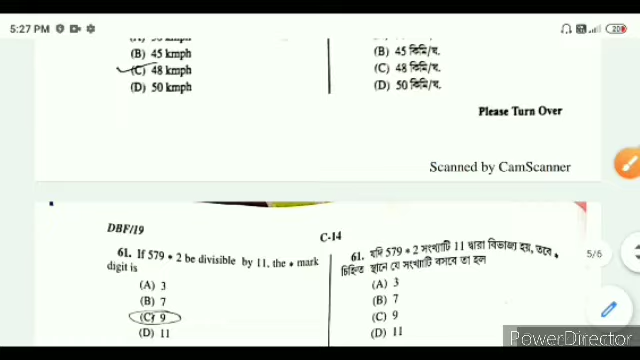 5:27 PM
20
(B) 45 kmph
(C) 48 kmph
(D) 50 kmph
(B) 45 কিমি/ঘ.
(C) 48 কিমি/ঘ.
(D) 50 কিমি/ঘ.
Please Turn Over
Scanned by CamScanner
DBF/19
C-14
61. If 579 * 2 be divisible by 11, the * mark
digit is
(A) 3
(B) 7
(C) 9
(D) 11
61. যদি 579 * 2 সংখ্যাটি 11 দ্বারা বিভাজ্য হয়, তবে *
চিহ্নিত স্থানে যে সংখ্যাটি বসবে তা হল
(A) 3
(B) 7
(C) 9
(D) 11
5/6
PowerDirector